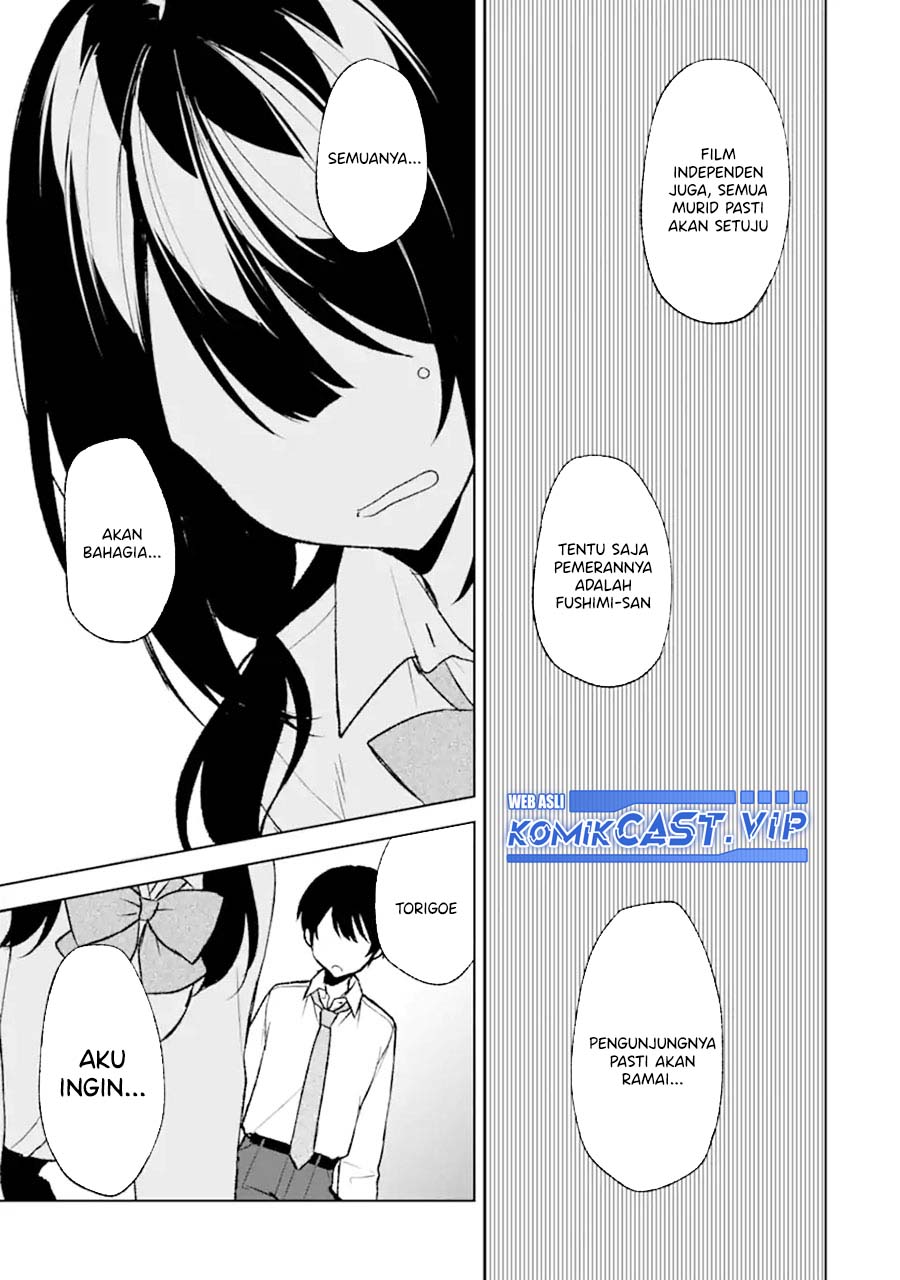 FILM
INDEPENDEN
JUGA, SEMUA
MURID PASTI
AKAN SETUJU
TENTU SAJA
PEMERANNYA
ADALAH
FUSHIMI-SAN
WEB ASLI
KOMIKCAST.VIP
PENGUNJUNGNYA
PASTI AKAN
RAMAI...
SEMUANYA...
AKAN
BAHAGIA...
TORIGOE
AKU
INGIN...